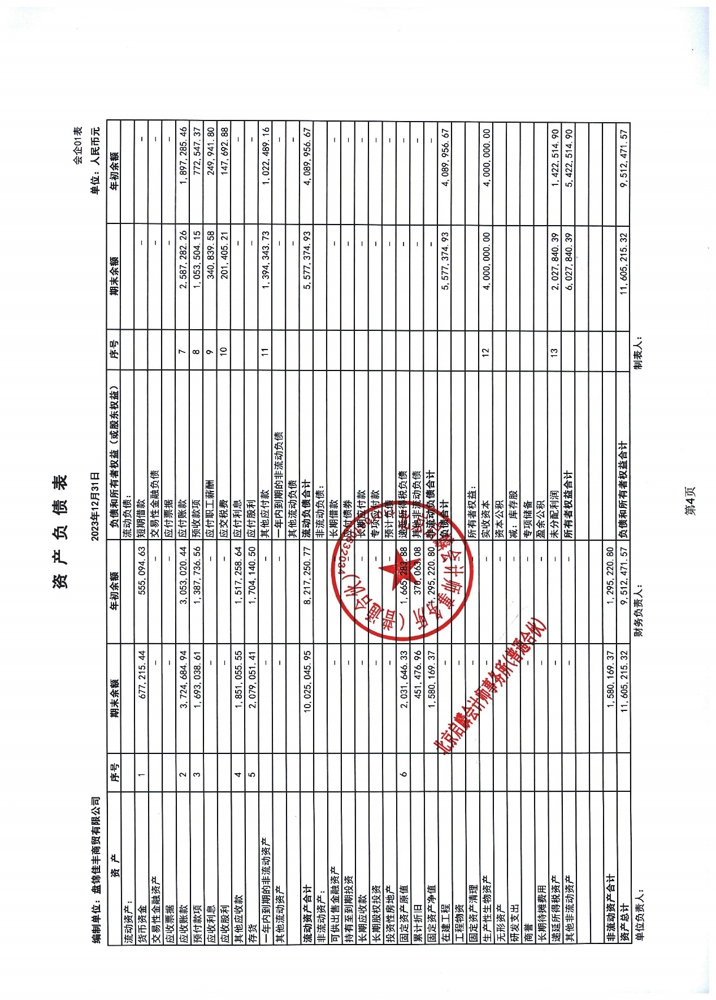 资 产 负 债 表
会企01表
编制单位：盘锦佳丰商贸有限公司 2023年12月31日 单位：人民币元
资 产 序号 期末余额 年初余额 负债和所有者权益（或股东权益） 序号 期末余额 年初余额
流动资产： 流动负债：
货币资金 1 677,215.44 555,094.63 短期借款 - -
交易性金融资产 - - 交易性金融负债 - -
应收票据 - - 应付票据 - -
应收账款 2 3,724,684.94 3,053,020.44 应付账款 7 2,587,282.26 1,897,285.46
预付款项 3 1,693,038.61 1,387,736.56 预收款项 8 1,053,504.15 772,547.37
应收利息 - - 应付职工薪酬 9 340,839.58 249,941.80
应收股利 - - 应交税费 10 201,405.21 147,692.88
其他应收款 4 1,851,055.55 1,517,258.64 应付利息 - -
存货 5 2,079,051.41 1,704,140.50 应付股利 - -
一年内到期的非流动资产 - - 其他应付款 11 1,394,343.73 1,022,489.16
其他流动资产 - - 一年内到期的非流动负债 - -
其他流动负债 - -
流动资产合计 10,025,045.95 8,217,250.77 流动负债合计 5,577,374.93 4,089,956.67
非流动资产： 非流动负债：
可供出售金融资产 - - 长期借款 - -
持有至到期投资 - - 应付债券 - -
长期应收款 - - 长期应付款 - -
长期股权投资 - - 专项应付款 - -
投资性房地产 - - 预计负债 - -
固定资产原值 6 2,031,646.33 1,665,283.88 递延所得税负债 - -
累计折旧 451,476.96 370,063.08 其他非流动负债 - -
固定资产净值 1,580,169.37 1,295,220.80 非流动负债合计 - -
在建工程 - - 负债合计 5,577,374.93 4,089,956.67
工程物资 - -
固定资产清理 - - 所有者权益：
生产性生物资产 - - 实收资本 12 4,000,000.00 4,000,000.00
无形资产 - - 资本公积
研发支出 - - 减：库存股
商誉 - - 专项储备
长期待摊费用 - - 盈余公积
递延所得税资产 - - 未分配利润 13 2,027,840.39 1,422,514.90
其他非流动资产 - - 所有者权益合计 6,027,840.39 5,422,514.90
非流动资产合计 1,580,169.37 1,295,220.80
资产总计 11,605,215.32 9,512,471.57 负债和所有者权益合计 11,605,215.32 9,512,471.57
单位负责人： 财务负责人： 制表人：
北京启麟会计师事务所(普通合伙)
第4页